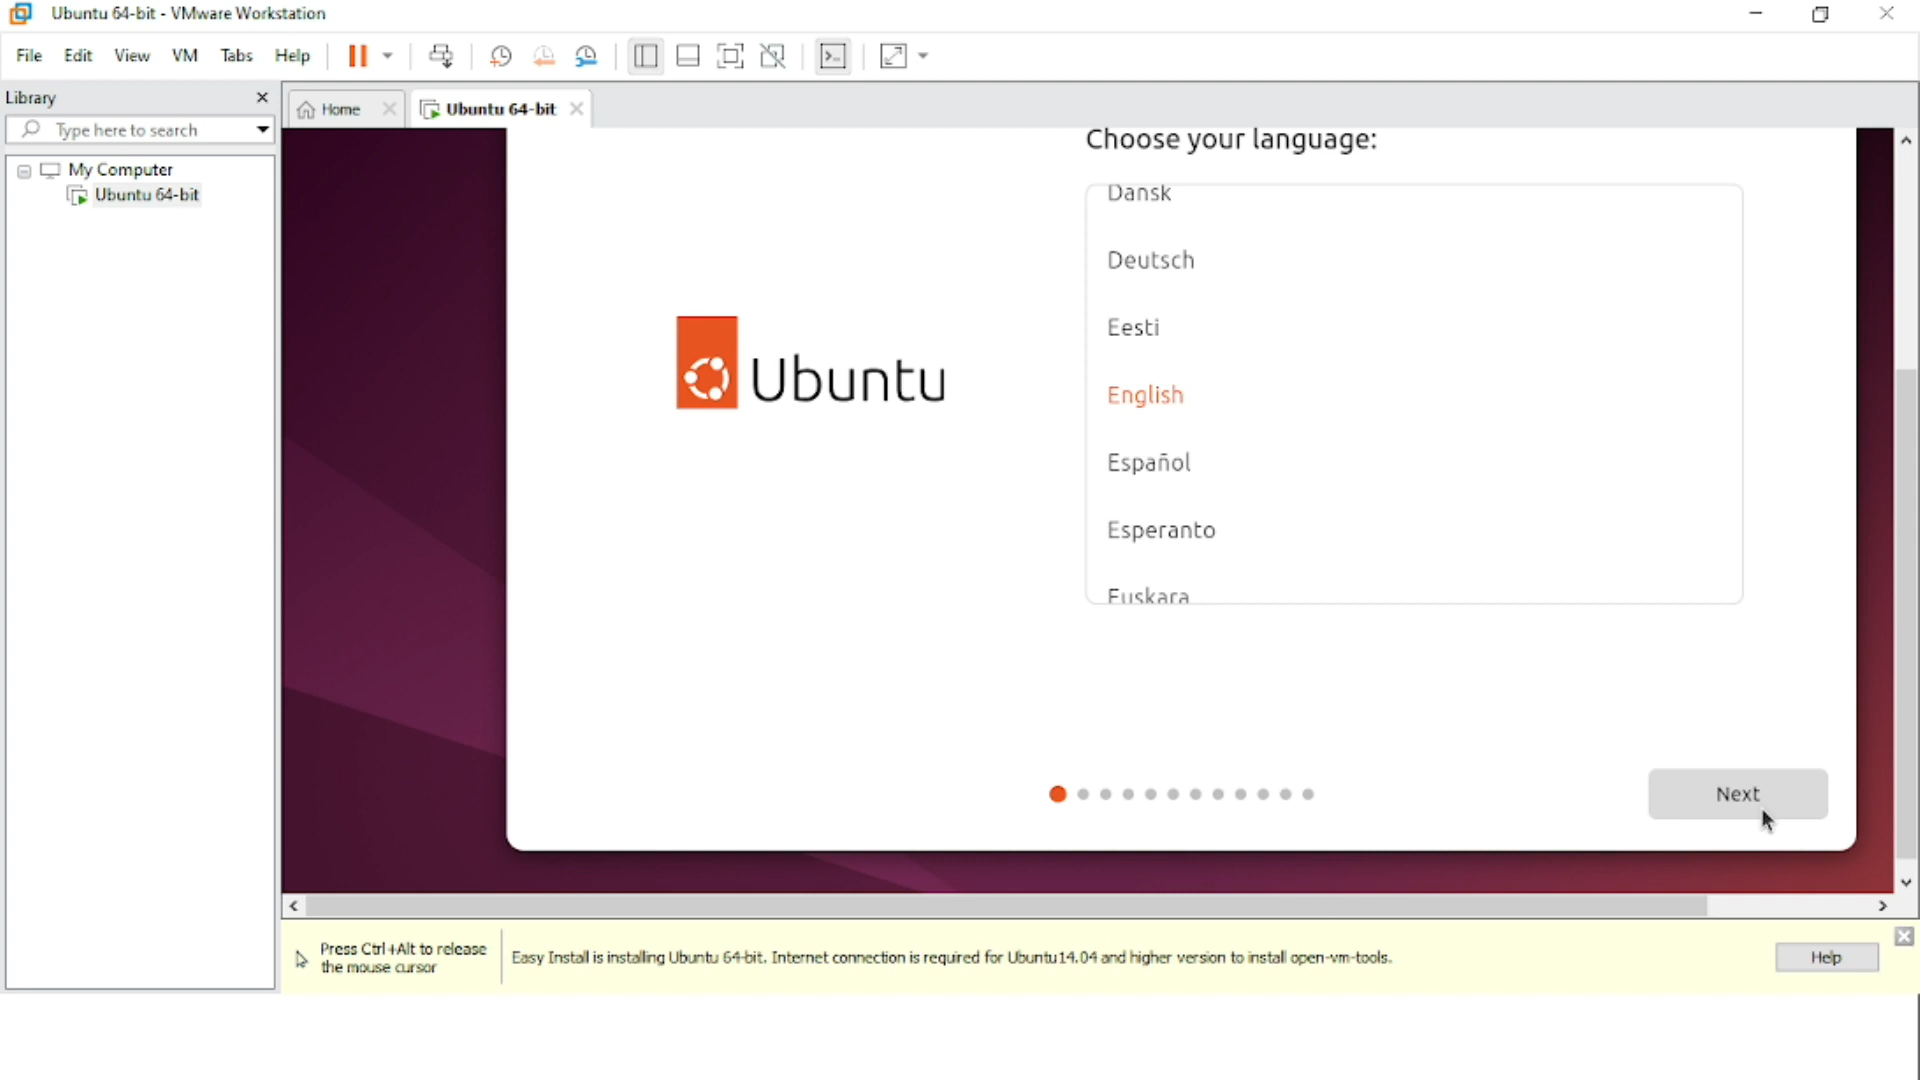 Ubuntu 64-bit - VMware Workstation
File Edit View VM Tabs Help
Library
Home
Ubuntu 64-bit
Type here to search
My Computer
Ubuntu 64-bit
Choose your language:
Dansk
Deutsch
Eesti
English
Español
Esperanto
Euskara
Ubuntu
Next
Press Ctrl+Alt to release
the mouse cursor
Easy Install is installing Ubuntu 64-bit. Internet connection is required for Ubuntu14.04 and higher version to install open-vm-tools.
Help